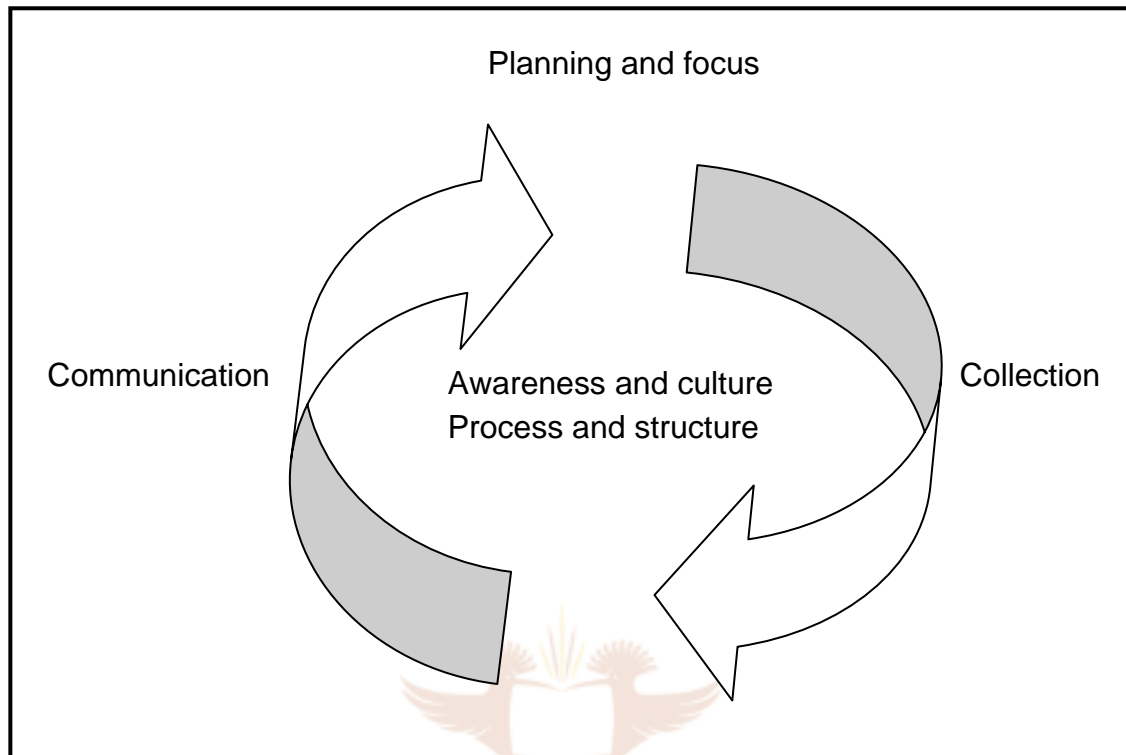 Planning and focus
Communication
Awareness and culture
Process and structure
Collection